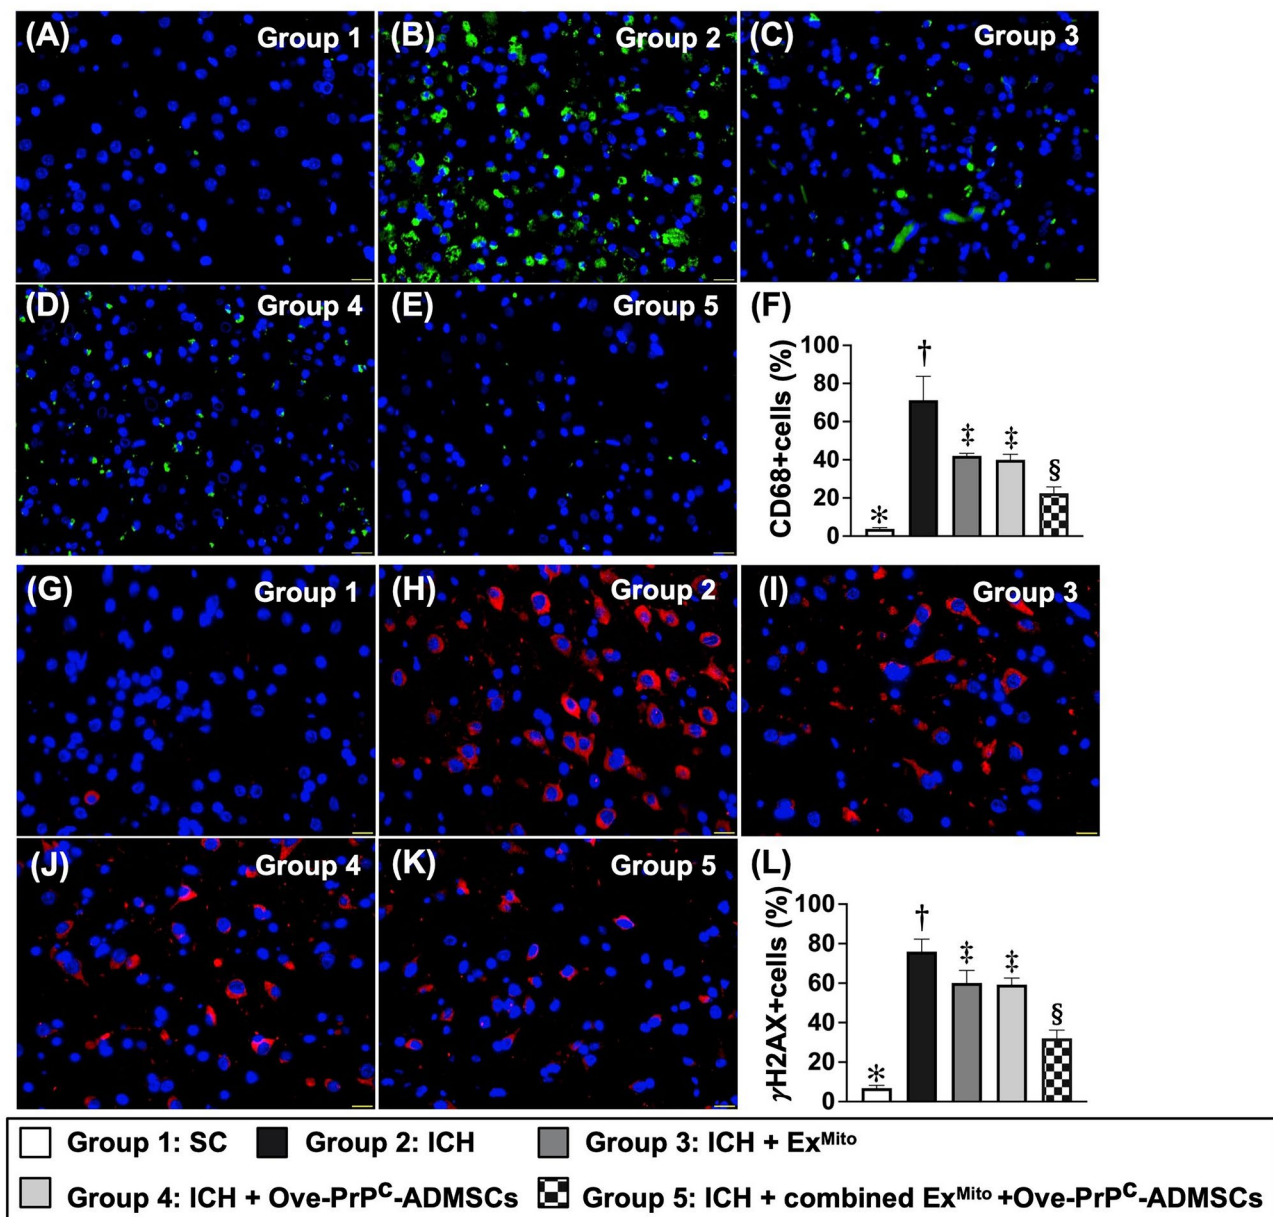 (A) Group 1
(B) Group 2
(C) Group 3
(D) Group 4
(E) Group 5
(F)
CD68+cells (%)
100
80
60
40
20
0
*
†
‡
‡
§
(G) Group 1
(H) Group 2
(I) Group 3
(J) Group 4
(K) Group 5
(L)
γH2AX+cells (%)
100
80
60
40
20
0
*
†
‡
‡
§
Group 1: SC Group 2: ICH Group 3: ICH + Ex^Mito
Group 4: ICH + Ove-PrP^C-ADMSCs Group 5: ICH + combined Ex^Mito +Ove-PrP^C-ADMSCs